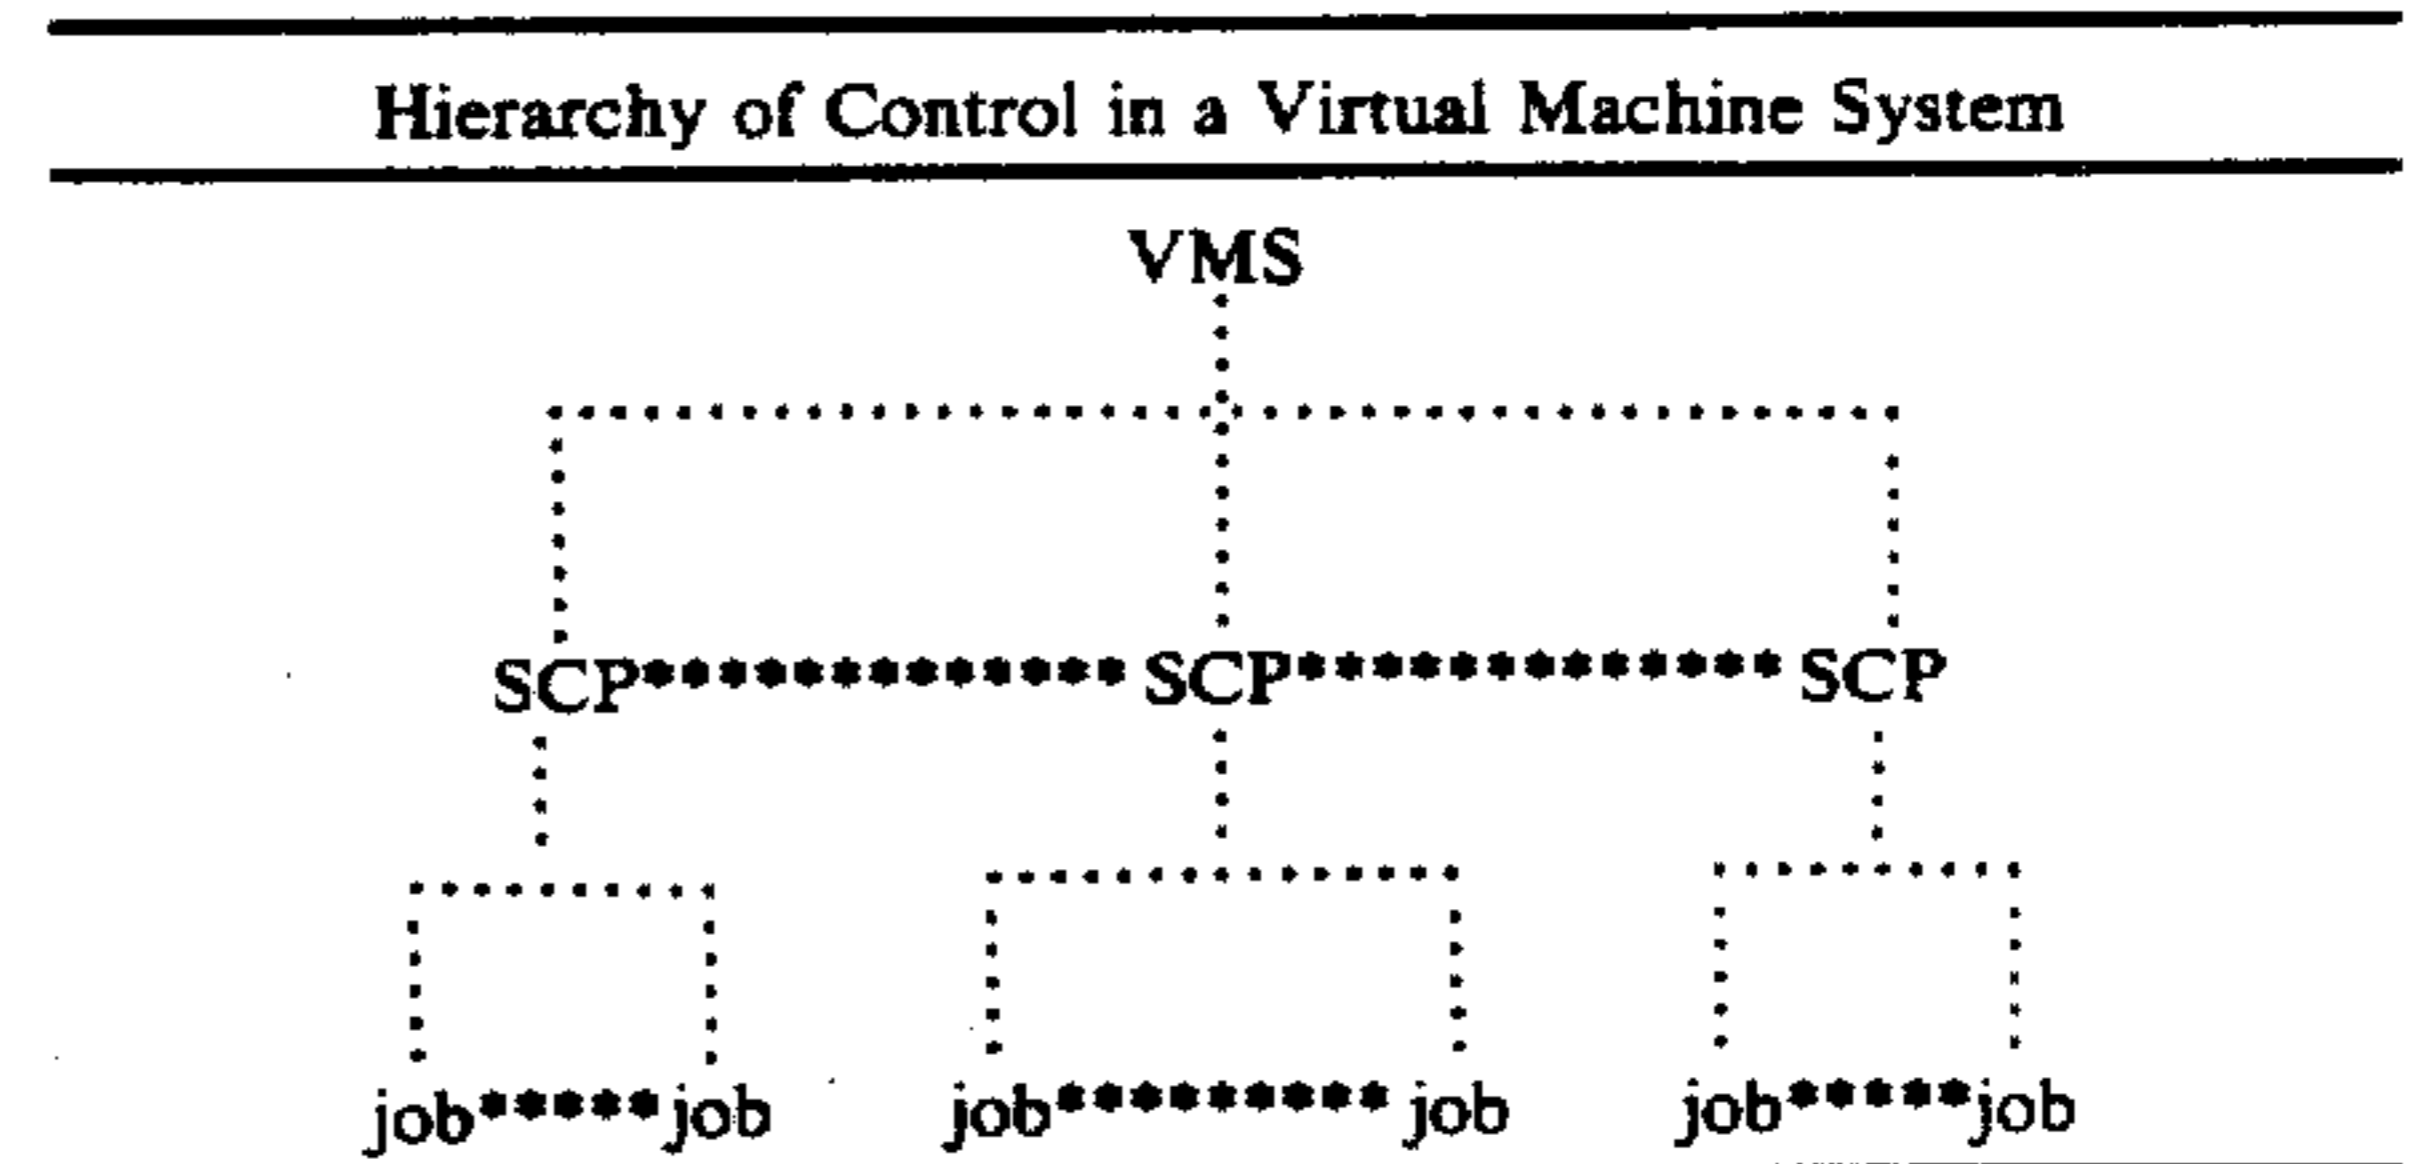 Hierarchy of Control in a Virtual Machine System
VMS
SCP************* SCP************* SCP
job*****job job********* job job*****job